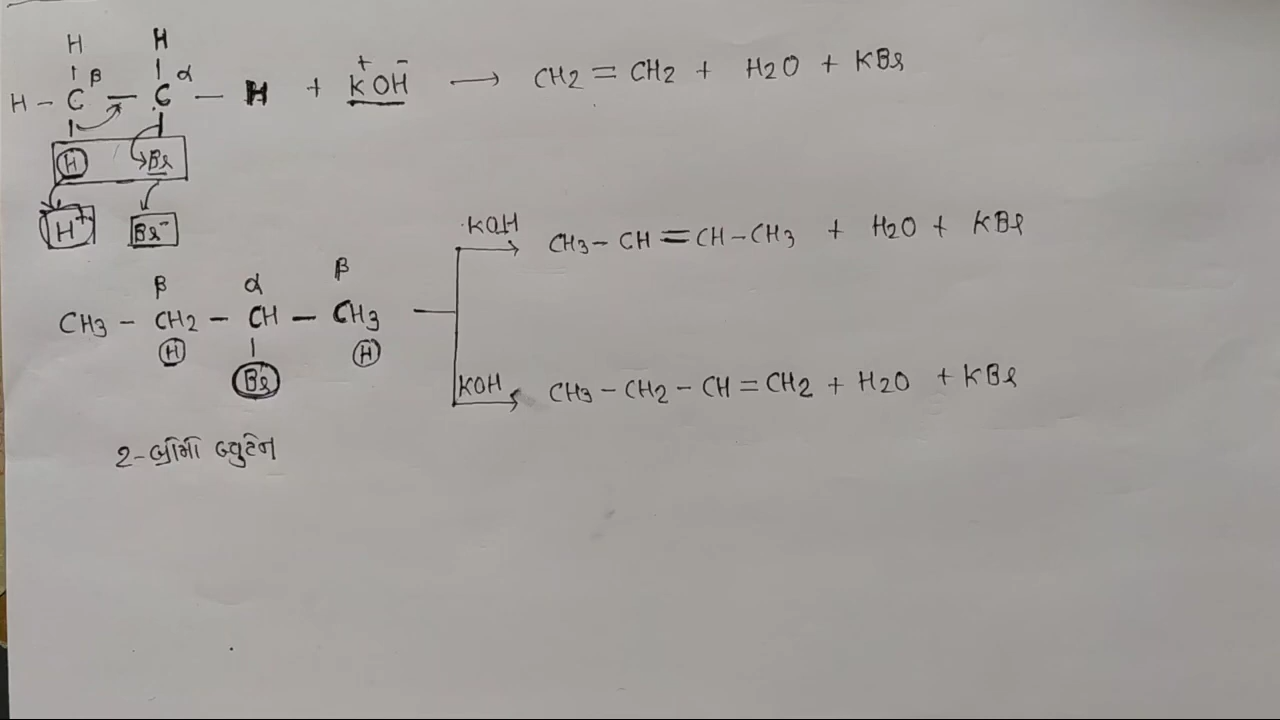 H H
β α
H - C - C - H + K⁺OH⁻ ⟶ CH2 = CH2 + H2O + KBr
H Br
H⁺ Br⁻
KOH CH3 - CH = CH - CH3 + H2O + KBr
β α β
CH3 - CH2 - CH - CH3
H Br H
KOH CH3 - CH2 - CH = CH2 + H2O + KBr
2-બ્રોમો બ્યુટેન